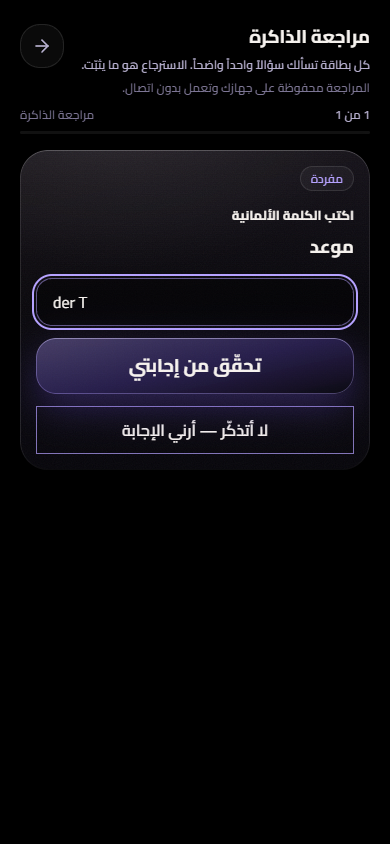 مراجعة الذاكرة
كل بطاقة تسألك سؤالاً واحداً واضحاً. الاسترجاع هو ما يثبّت.
المراجعة محفوظة على جهازك وتعمل بدون اتصال.
1 من 1
مراجعة الذاكرة
مفردة
اكتب الكلمة الألمانية
موعد
der T
تحقّق من إجابتي
لا أتذكّر — أرني الإجابة